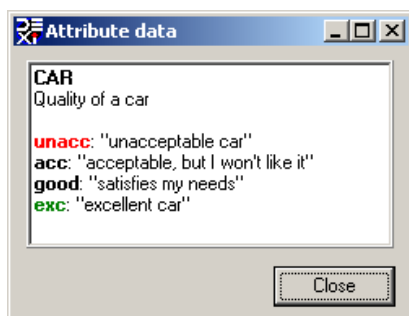 DEXi Attribute data
CAR
Quality of a car
unacc: "unacceptable car"
acc: "acceptable, but I won't like it"
good: "satisfies my needs"
exc: "excellent car"
Close